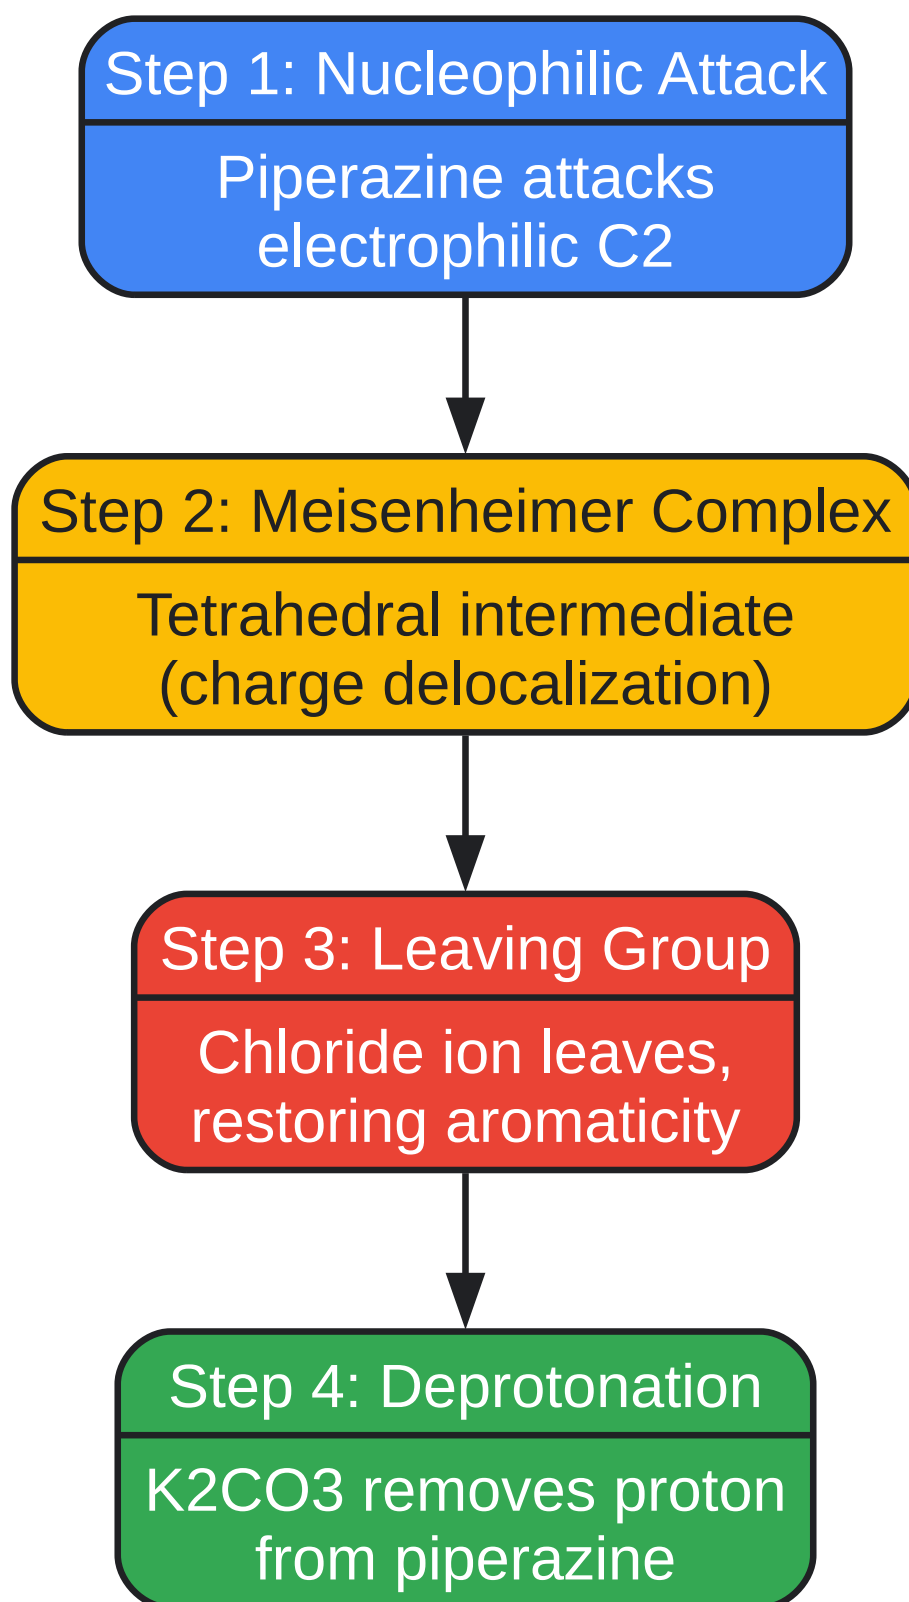 Step 1: Nucleophilic Attack
Piperazine attacks
electrophilic C2
Step 2: Meisenheimer Complex
Tetrahedral intermediate
(charge delocalization)
Step 3: Leaving Group
Chloride ion leaves,
restoring aromaticity
Step 4: Deprotonation
K2CO3 removes proton
from piperazine